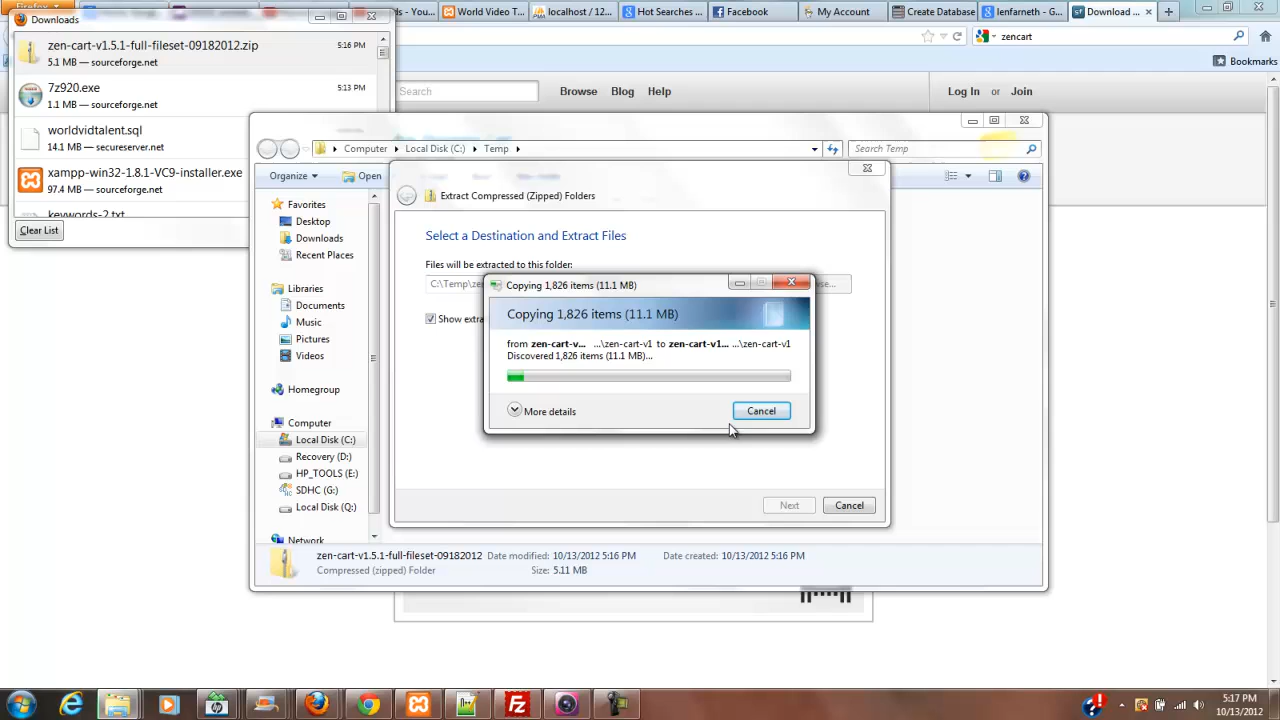 Firefox
Downloads
ds - You...
World Video T...
localhost / 12...
Hot Searches ...
Facebook
My Account
Create Database
lenfarneth - G...
Download ...
zen-cart-v1.5.1-full-fileset-09182012.zip
5:16 PM
5.1 MB — sourceforge.net
zencart
Bookmarks
7z920.exe
5:13 PM
1.1 MB — sourceforge.net
Search
Browse
Blog
Help
Log In or Join
worldvidtalent.sql
14.1 MB — secureserver.net
xampp-win32-1.8.1-VC9-installer.exe
97.4 MB — sourceforge.net
keywords-2.txt
Clear List
Computer
Local Disk (C:)
Temp
Search Temp
Organize
Open
Favorites
Desktop
Downloads
Recent Places
Libraries
Documents
Music
Pictures
Videos
Homegroup
Computer
Local Disk (C:)
Recovery (D:)
HP_TOOLS (E:)
SDHC (G:)
Local Disk (Q:)
Network
Extract Compressed (Zipped) Folders
Select a Destination and Extract Files
Files will be extracted to this folder:
C:\Temp\ze
Show extra
Copying 1,826 items (11.1 MB)
Copying 1,826 items (11.1 MB)
from zen-cart-v... ...\zen-cart-v1 to zen-cart-v1... ...\zen-cart-v1
Discovered 1,826 items (11.1 MB)...
More details
Cancel
Next
Cancel
zen-cart-v1.5.1-full-fileset-09182012 Date modified: 10/13/2012 5:16 PM Date created: 10/13/2012 5:16 PM
Compressed (zipped) Folder Size: 5.11 MB
5:17 PM
10/13/2012